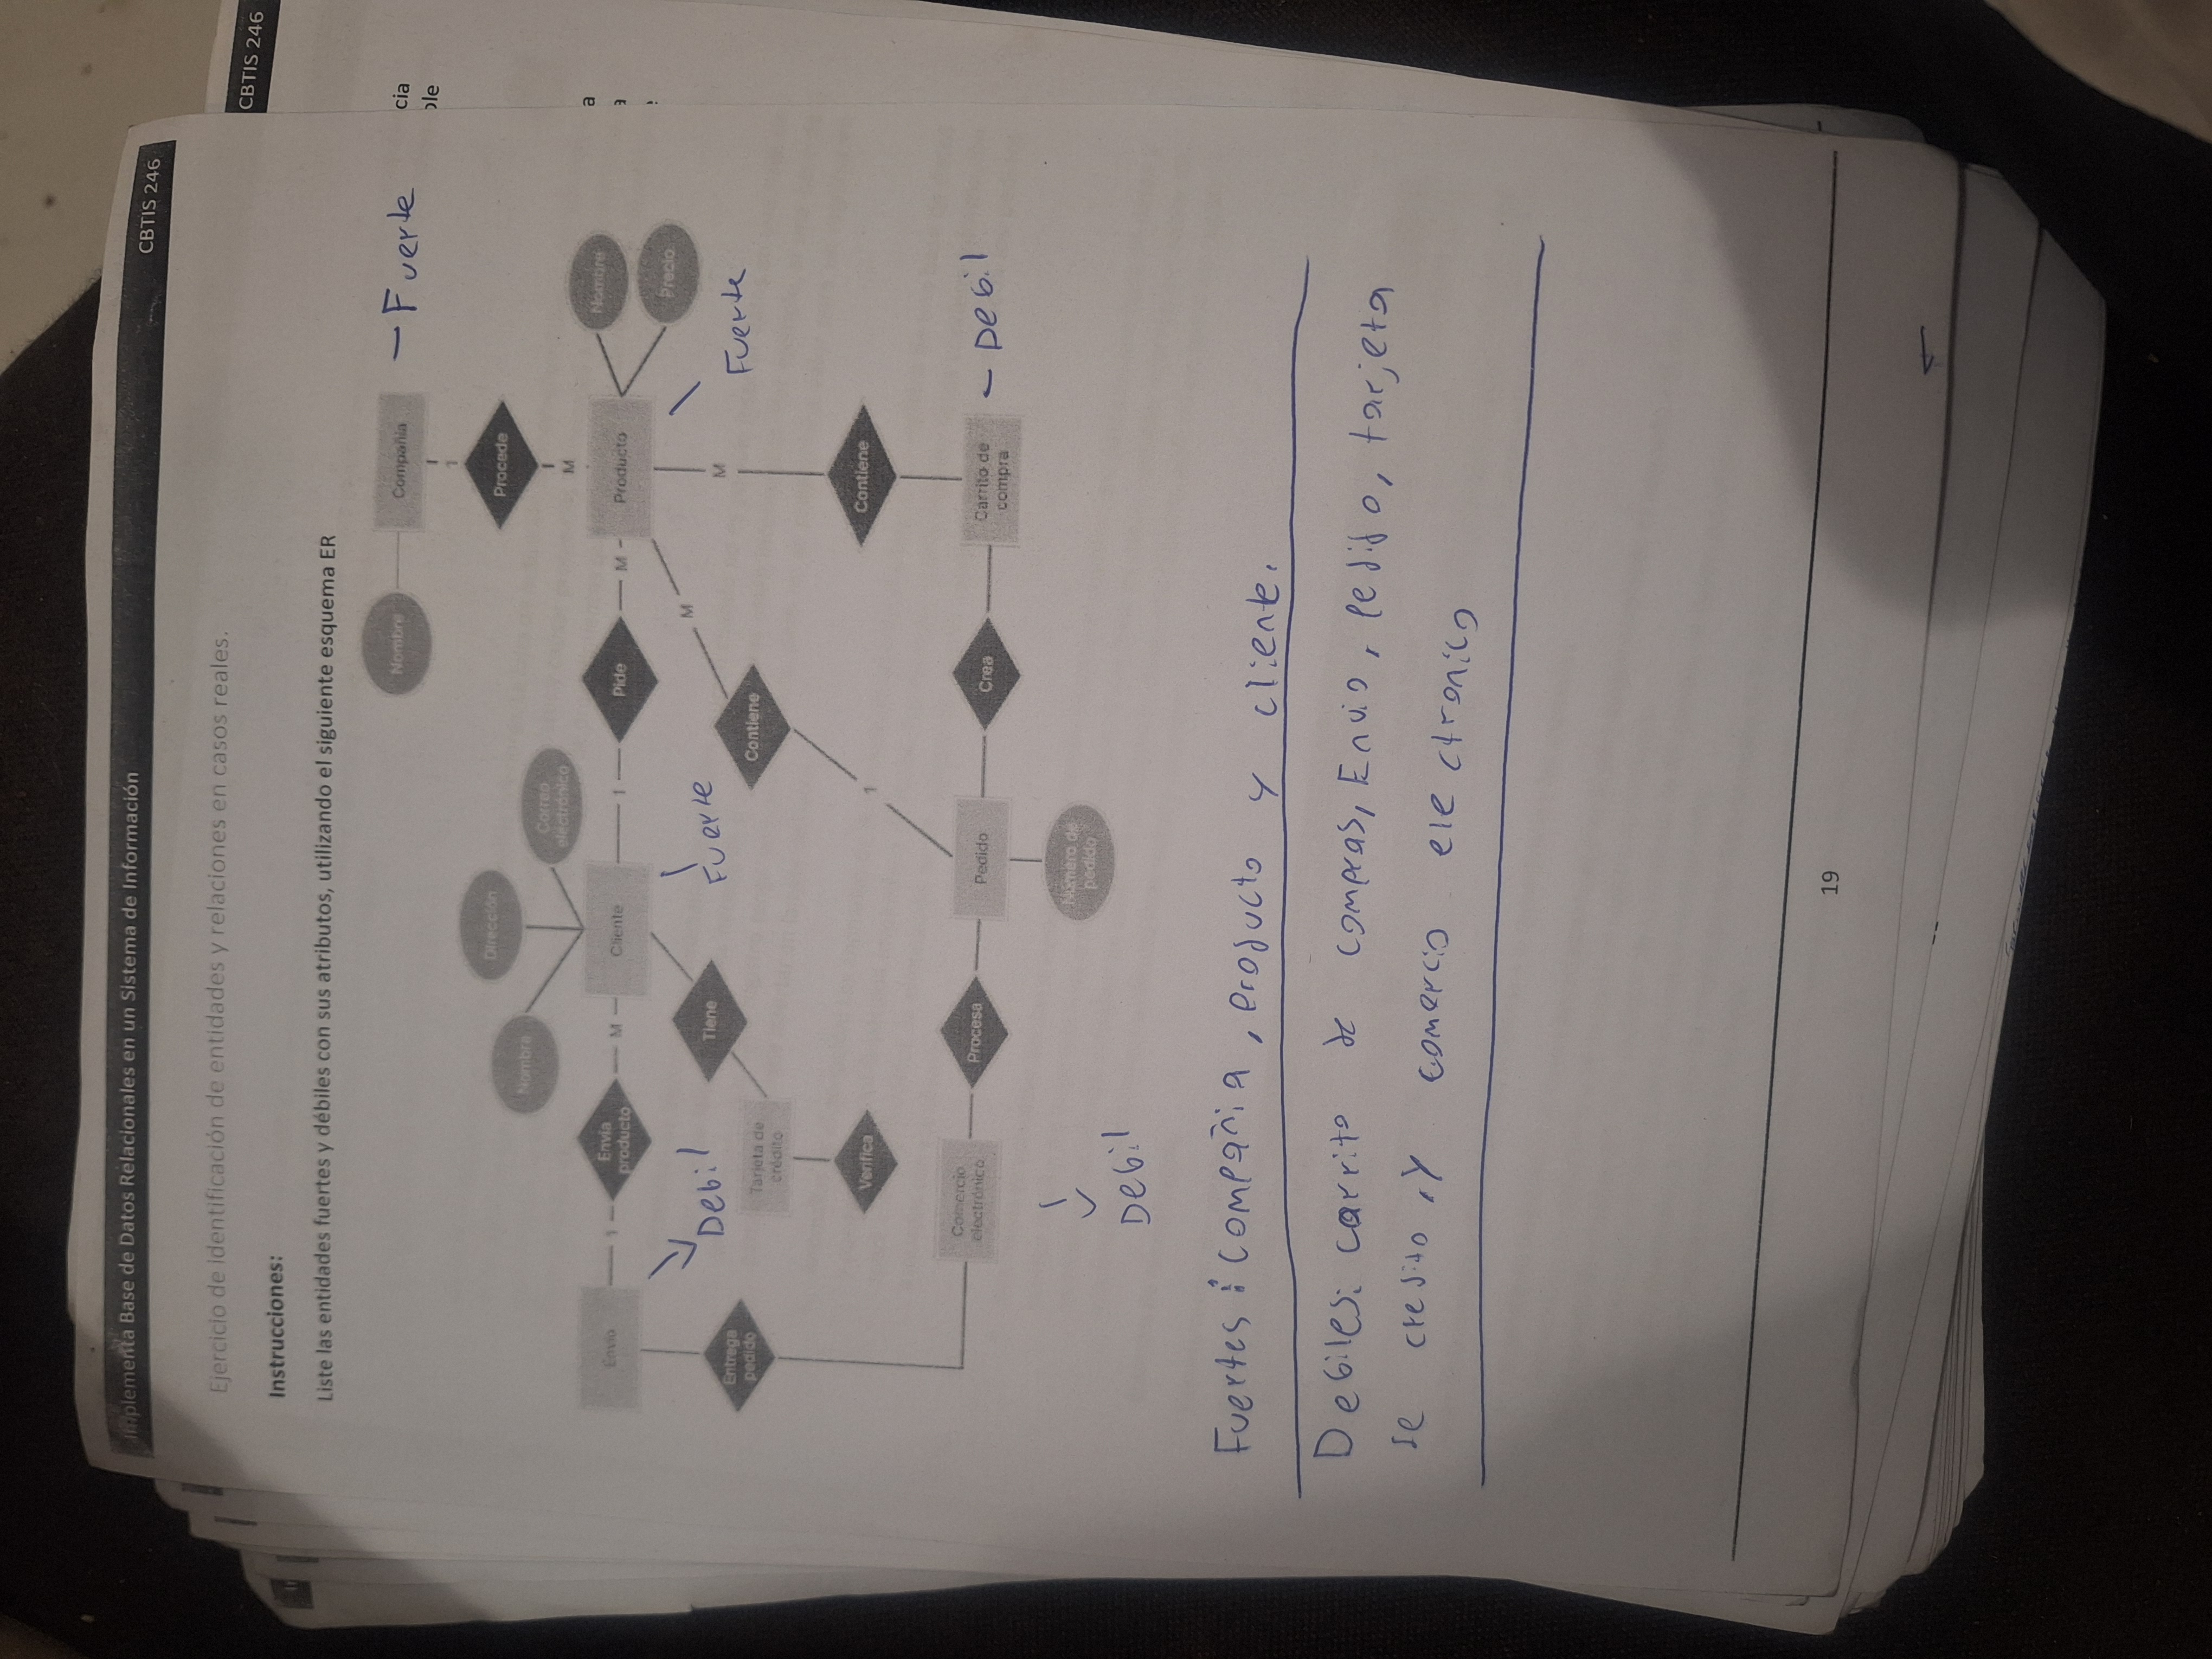 Implementa Base de Datos Relacionales en un Sistema de Información
CBTIS 246
CBTIS 246
Ejercicio de identificación de entidades y relaciones en casos reales.
Instrucciones:
Liste las entidades fuertes y débiles con sus atributos, utilizando el siguiente esquema ER
Nombre
Compañía
- Fuerte
cia
ple
1
Procede
M
Dirección
Nombre
Correo
electrónico
Envío
1
Envía
producto
M
Cliente
1
Pide
M
Producto
Nombre
Precio
a
a
e
Debil
Tiene
Fuerte
M
M
Fuerte
Entrega
pedido
Tarjeta de
crédito
Contiene
Verifica
1
Contiene
Comercio
electrónico
Procesa
Pedido
Crea
Carrito de
compra
- Debil
Número de
pedido
Debil
Fuertes: compañia, producto y cliente.
Debiles: carrito de compras, Envio, pedido, tarjeta
de credito, y comercio electronico
19